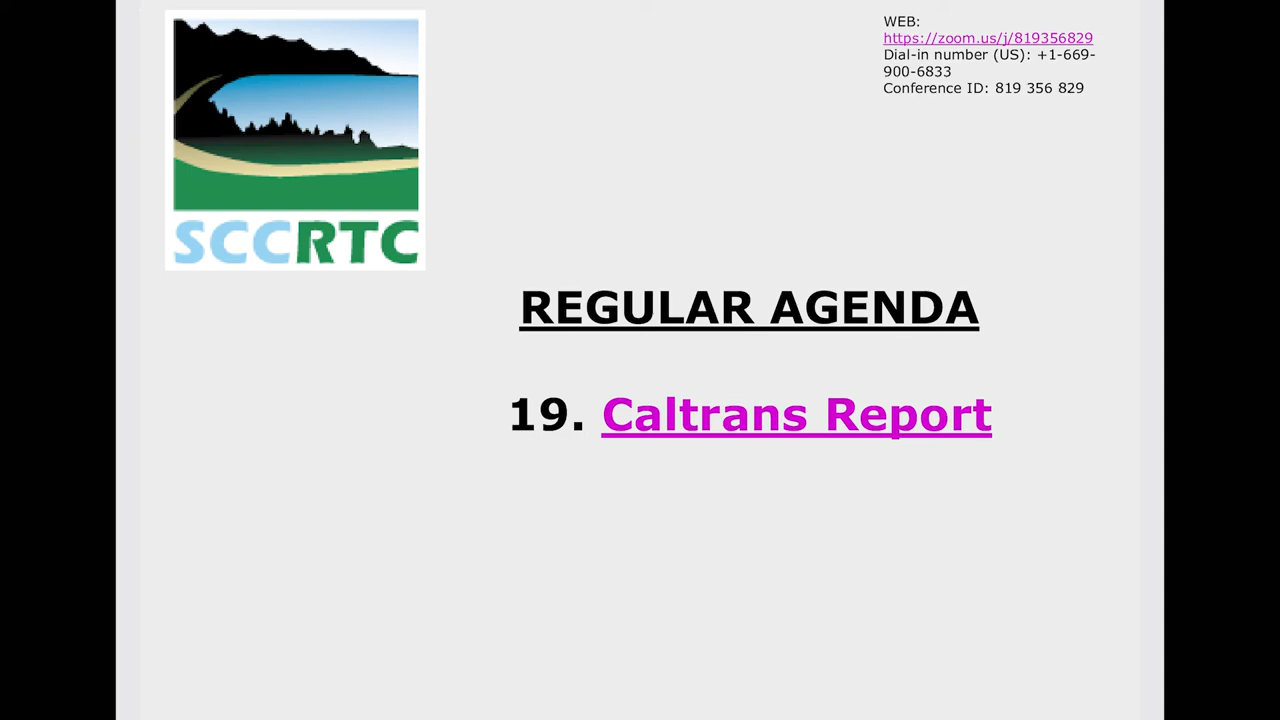 WEB:
https://zoom.us/j/819356829
Dial-in number (US): +1-669-
900-6833
Conference ID: 819 356 829
SCCRTC
REGULAR AGENDA
19. Caltrans Report